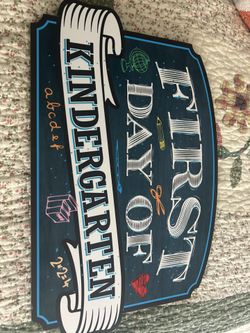 FIRST
DAY OF
KINDERGARTEN
abcdef 2024